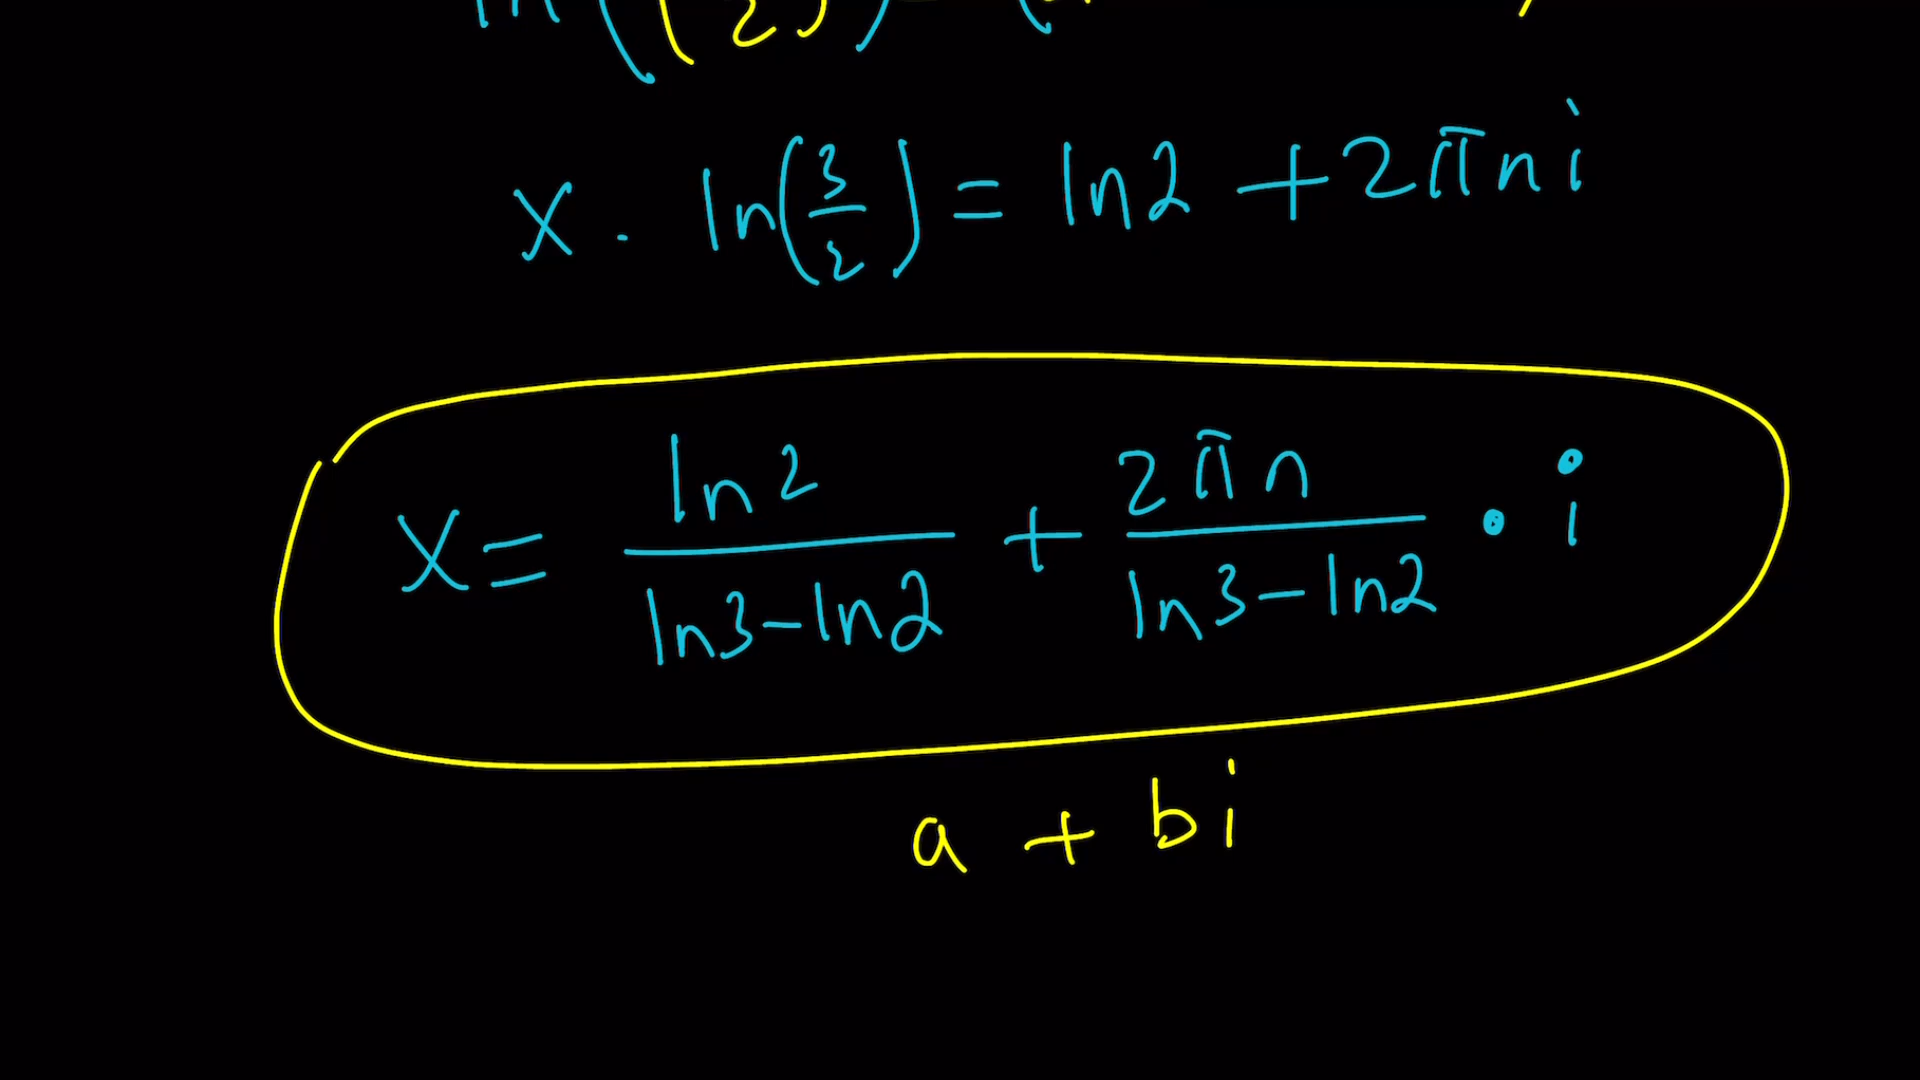 x . ln(3/2) = ln2 + 2πni
x = ln2/(ln3-ln2) + 2πn/(ln3-ln2) • i
a + bi